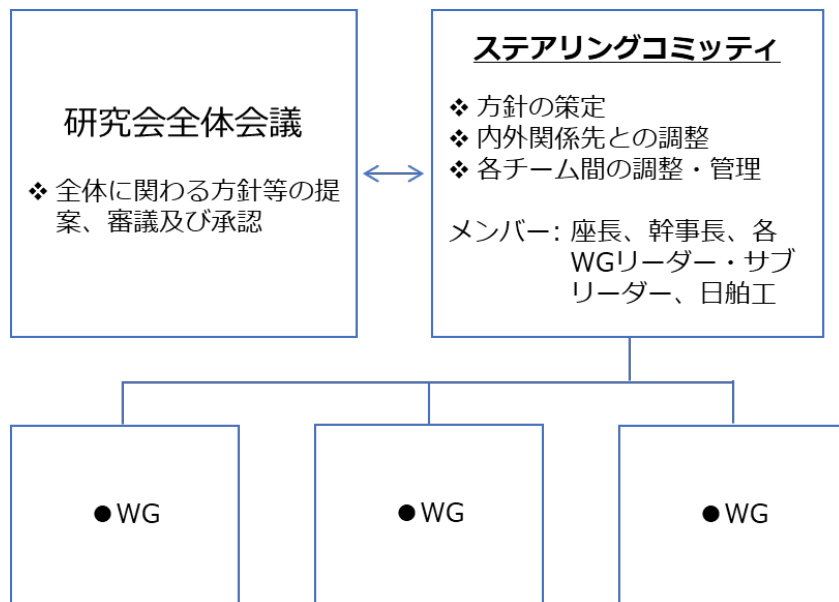 研究会全体会議
❖ 全体に関わる方針等の提
案、審議及び承認
ステアリングコミッティ
❖ 方針の策定
❖ 内外関係先との調整
❖ 各チーム間の調整・管理
メンバー: 座長、幹事長、各
WGリーダー・サブ
リーダー、日舶工
●WG
●WG
●WG